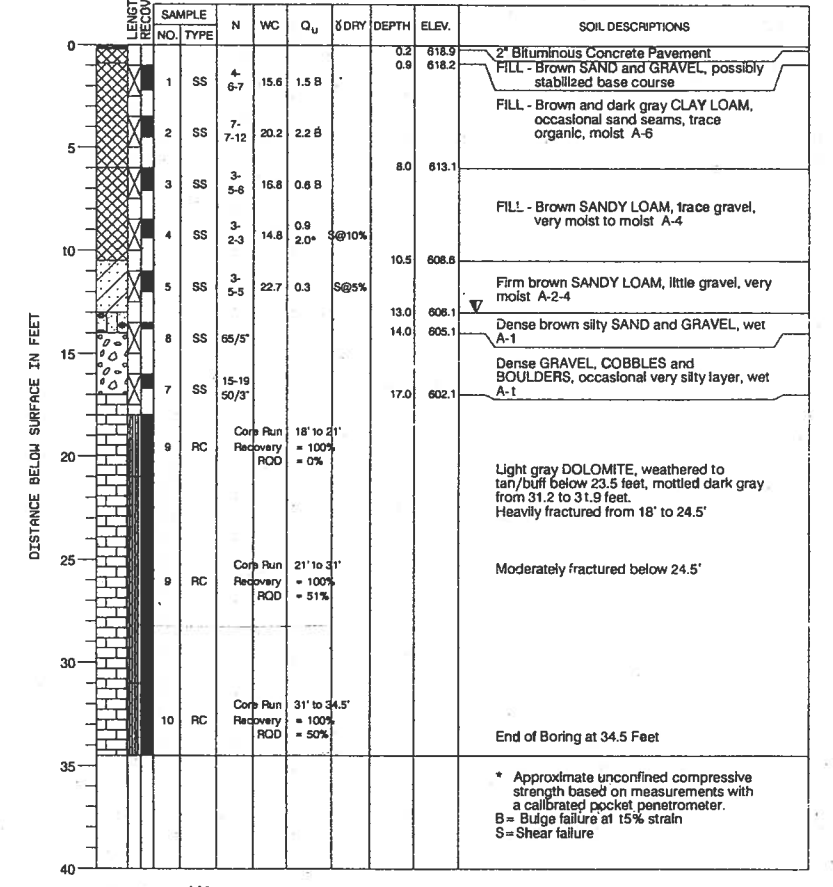 LENGT
RECOV
SAMPLE
NO. TYPE N WC Qu γDRY DEPTH ELEV. SOIL DESCRIPTIONS
DISTANCE BELOW SURFACE IN FEET
0
0.2 618.9 2" Bituminous Concrete Pavement
0.9 618.2 FILL - Brown SAND and GRAVEL, possibly
stabilized base course
1 SS 4- 6-7 15.6 1.5 B
FILL - Brown and dark gray CLAY LOAM,
occasional sand seams, trace
organic, moist A-6
2 SS 7- 7-12 20.2 2.2 B
5
8.0 613.1
3 SS 3- 5-6 16.8 0.6 B
FILL - Brown SANDY LOAM, trace gravel,
very moist to moist A-4
4 SS 3- 2-3 14.8 0.9 2.0* S@10%
10
10.5 608.6
5 SS 3- 5-5 22.7 0.3 S@5%
Firm brown SANDY LOAM, little gravel, very
moist A-2-4
13.0 606.1
Dense brown silty SAND and GRAVEL, wet
A-1
14.0 605.1
8 SS 65/5"
15
Dense GRAVEL, COBBLES and
BOULDERS, occasional very silty layer, wet
A-1
7 SS 15-19 50/3"
17.0 602.1
9 RC Core Run 18' to 21'
Recovery = 100%
RQD = 0%
20
Light gray DOLOMITE, weathered to
tan/buff below 23.5 feet, mottled dark gray
from 31.2 to 31.9 feet.
Heavily fractured from 18' to 24.5'
25
9 RC Core Run 21' to 31'
Recovery = 100%
RQD = 51%
Moderately fractured below 24.5'
30
10 RC Core Run 31' to 34.5'
Recovery = 100%
RQD = 50%
End of Boring at 34.5 Feet
35
* Approximate unconfined compressive
strength based on measurements with
a calibrated pocket penetrometer.
B= Bulge failure at 15% strain
S=Shear failure
40